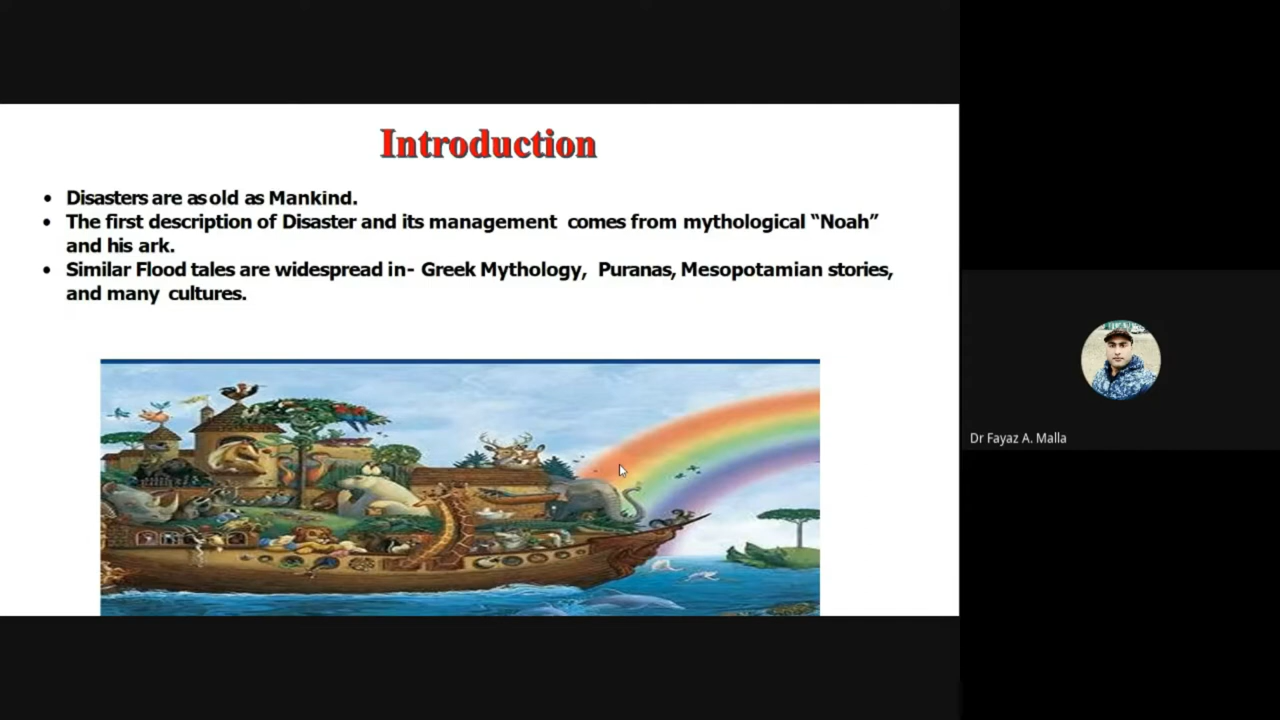 Introduction
• Disasters are as old as Mankind.
• The first description of Disaster and its management comes from mythological “Noah”
and his ark.
• Similar Flood tales are widespread in- Greek Mythology, Puranas, Mesopotamian stories,
and many cultures.
Dr Fayaz A. Malla